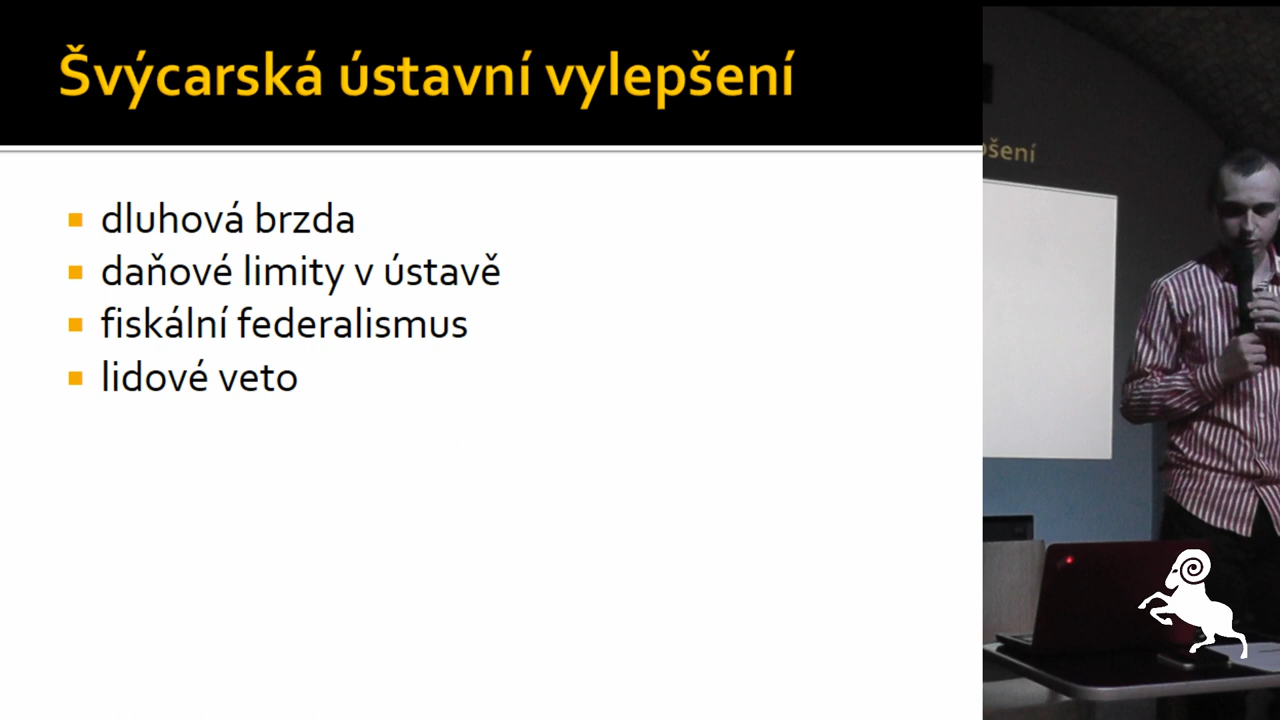 Švýcarská ústavní vylepšení
dluhová brzda
daňové limity v ústavě
fiskální federalismus
lidové veto
pšení